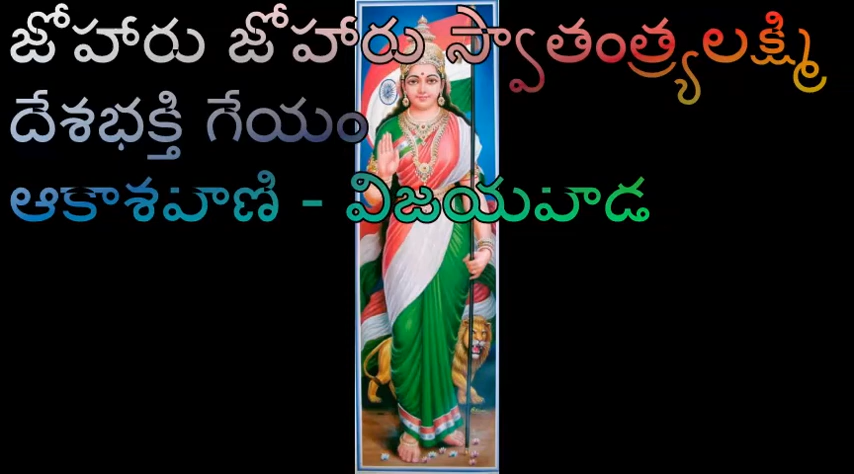 జోహారు జోహారు స్వాతంత్ర్యలక్ష్మి
దేశభక్తి గేయం
ఆకాశవాణి - విజయవాడ